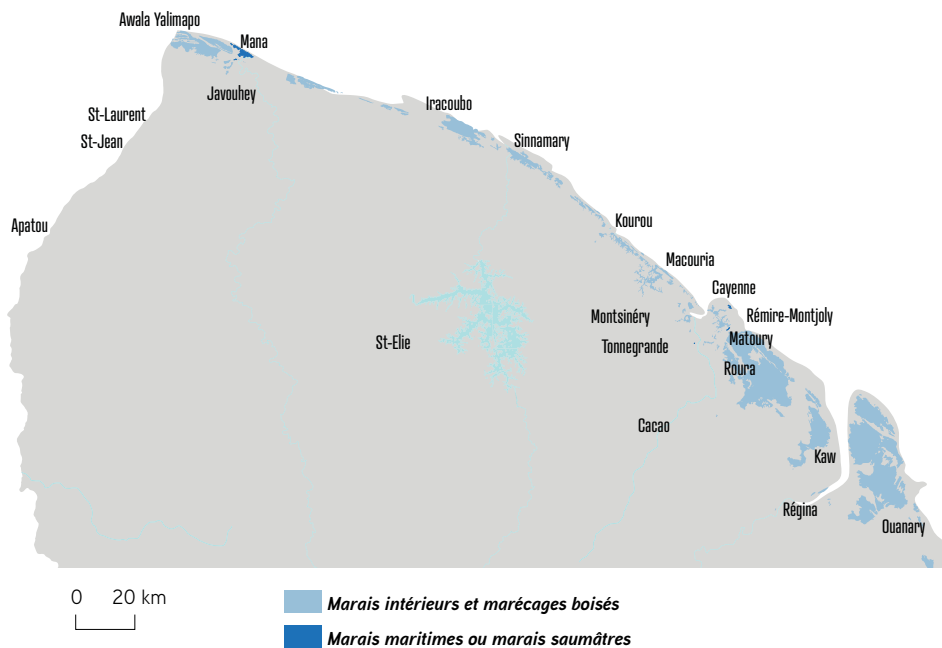 Awala Yalimapo
Mana
Javouhey
St-Laurent
St-Jean
Iracoubo
Sinnamary
Apatou
Kourou
Macouria
Cayenne
Montsinéry
Rémire-Montjoly
Tonnegrande
Matoury
St-Elie
Roura
Cacao
Kaw
Régina
Ouanary
0 20 km
Marais intérieurs et marécages boisés
Marais maritimes ou marais saumâtres